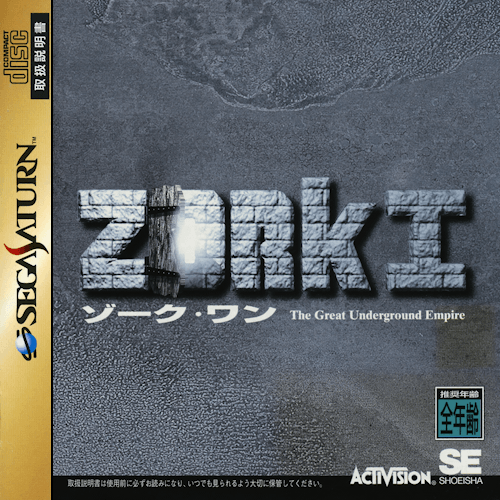 COMPACT
disc
取扱説明書
SEGA SATURN™
ZORK I
ゾーク・ワン
The Great Underground Empire
推奨年齢
全年齢
ACTIVISION®
SE
SHOEISHA
取扱説明書は使用前に必ずお読みになり、いつでも見られるよう大切に保管してください。